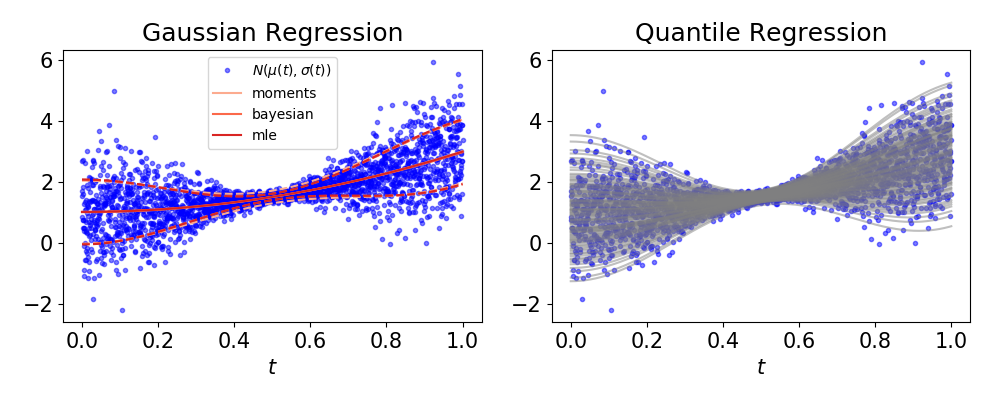 Gaussian Regression
6
4
2
0
−2
N(μ(t), σ(t))
moments
bayesian
mle
0.0 0.2 0.4 0.6 0.8 1.0
t
Quantile Regression
6
4
2
0
−2
0.0 0.2 0.4 0.6 0.8 1.0
t